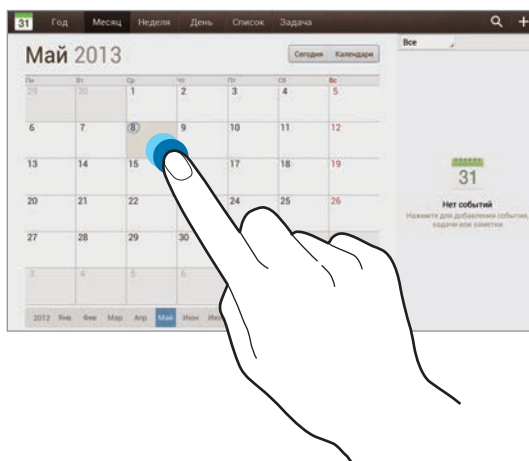 31 Год Месяц Неделя День Список Задача
Все
Май 2013
Сегодня Календари
Пн Вт Ср Чт Пт Сб Вс
29 30 1 2 3 4 5
6 7 8 9 10 11 12
13 14 15 17 18 19
31
20 21 22 24 25 26
Нет событий
Нажмите для добавления события,
задачи или заметки
27 28 29 30
3 4 5 6
2012 Янв Фев Мар Апр Май Июн